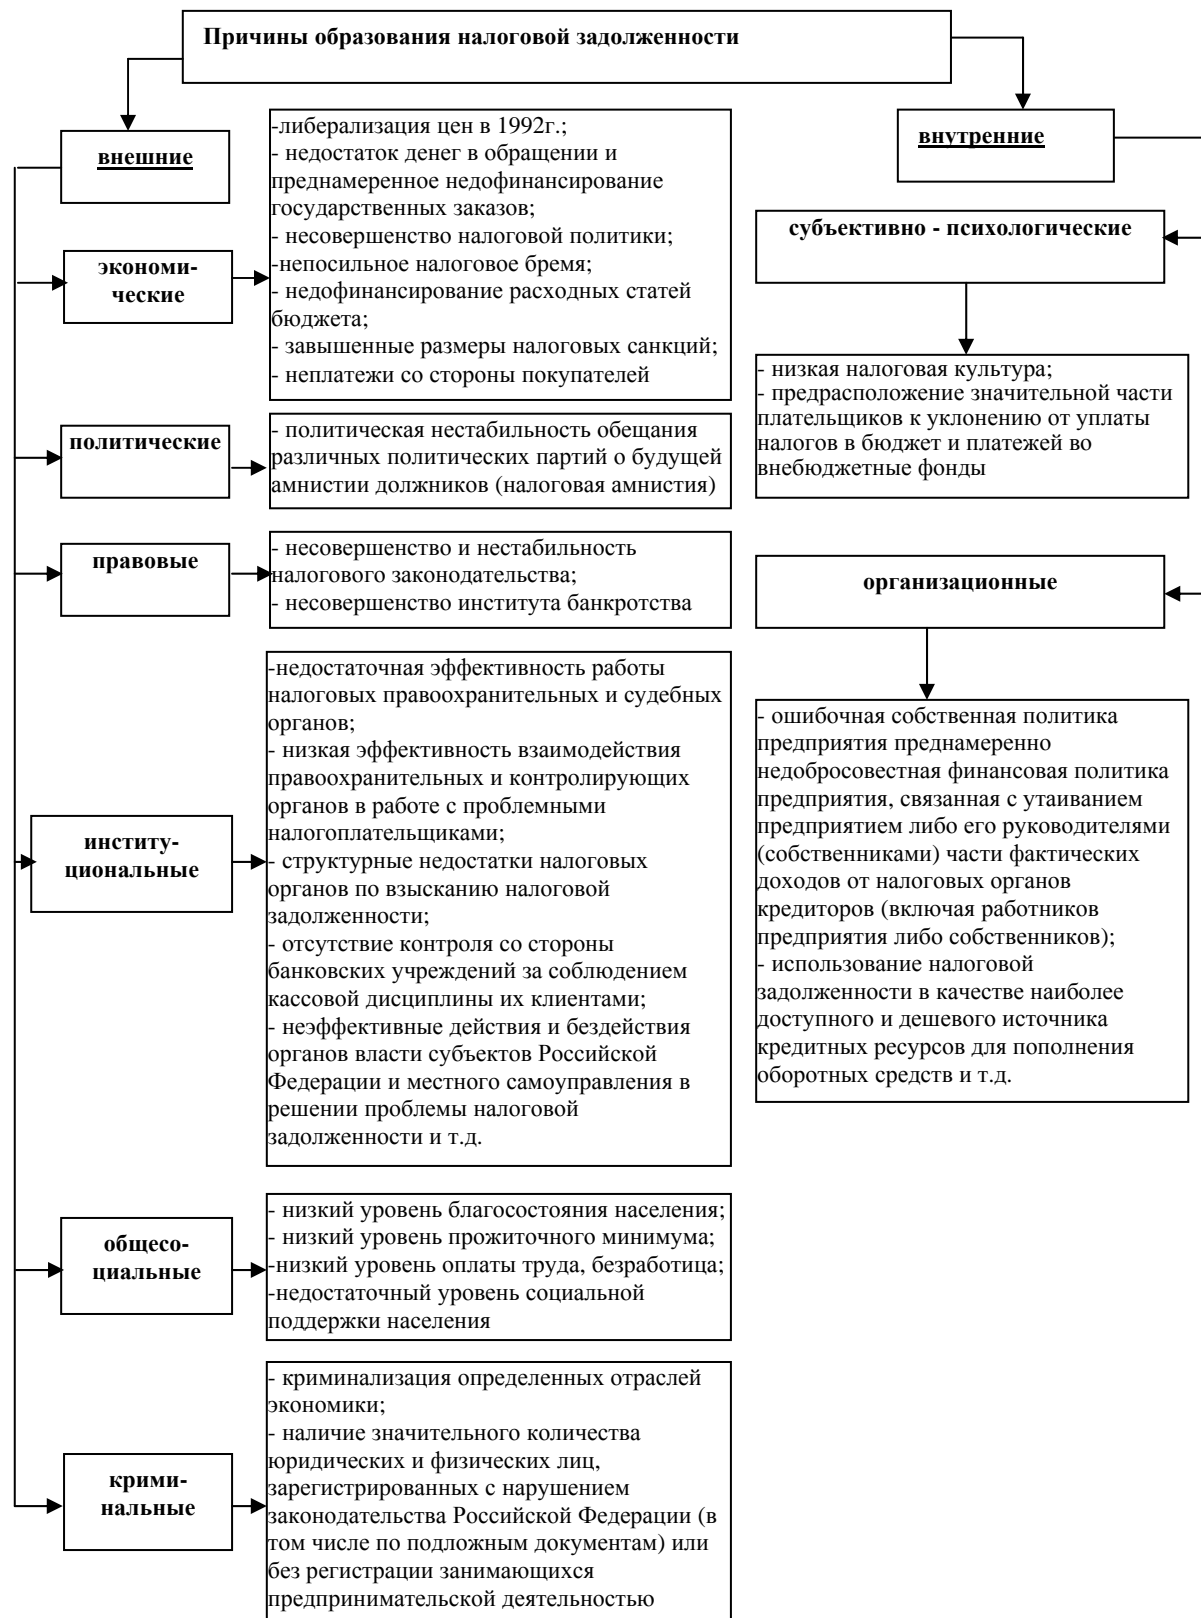 Причины образования налоговой задолженности
внешние
экономи-
ческие
-либерализация цен в 1992г.;
- недостаток денег в обращении и
преднамеренное недофинансирование
государственных заказов;
- несовершенство налоговой политики;
-непосильное налоговое бремя;
- недофинансирование расходных статей
бюджета;
- завышенные размеры налоговых санкций;
- неплатежи со стороны покупателей
политические
- политическая нестабильность обещания
различных политических партий о будущей
амнистии должников (налоговая амнистия)
правовые
- несовершенство и нестабильность
налогового законодательства;
- несовершенство института банкротства
институ-
циональные
-недостаточная эффективность работы
налоговых правоохранительных и судебных
органов;
- низкая эффективность взаимодействия
правоохранительных и контролирующих
органов в работе с проблемными
налогоплательщиками;
- структурные недостатки налоговых
органов по взысканию налоговой
задолженности;
- отсутствие контроля со стороны
банковских учреждений за соблюдением
кассовой дисциплины их клиентами;
- неэффективные действия и бездействия
органов власти субъектов Российской
Федерации и местного самоуправления в
решении проблемы налоговой
задолженности и т.д.
общесо-
циальные
- низкий уровень благосостояния населения;
- низкий уровень прожиточного минимума;
-низкий уровень оплаты труда, безработица;
-недостаточный уровень социальной
поддержки населения
крими-
нальные
- криминализация определенных отраслей
экономики;
- наличие значительного количества
юридических и физических лиц,
зарегистрированных с нарушением
законодательства Российской Федерации (в
том числе по подложным документам) или
без регистрации занимающихся
предпринимательской деятельностью
внутренние
субъективно - психологические
- низкая налоговая культура;
- предрасположение значительной части
плательщиков к уклонению от уплаты
налогов в бюджет и платежей во
внебюджетные фонды
организационные
- ошибочная собственная политика
предприятия преднамеренно
недобросовестная финансовая политика
предприятия, связанная с утаиванием
предприятием либо его руководителями
(собственниками) части фактических
доходов от налоговых органов
кредиторов (включая работников
предприятия либо собственников);
- использование налоговой
задолженности в качестве наиболее
доступного и дешевого источника
кредитных ресурсов для пополнения
оборотных средств и т.д.